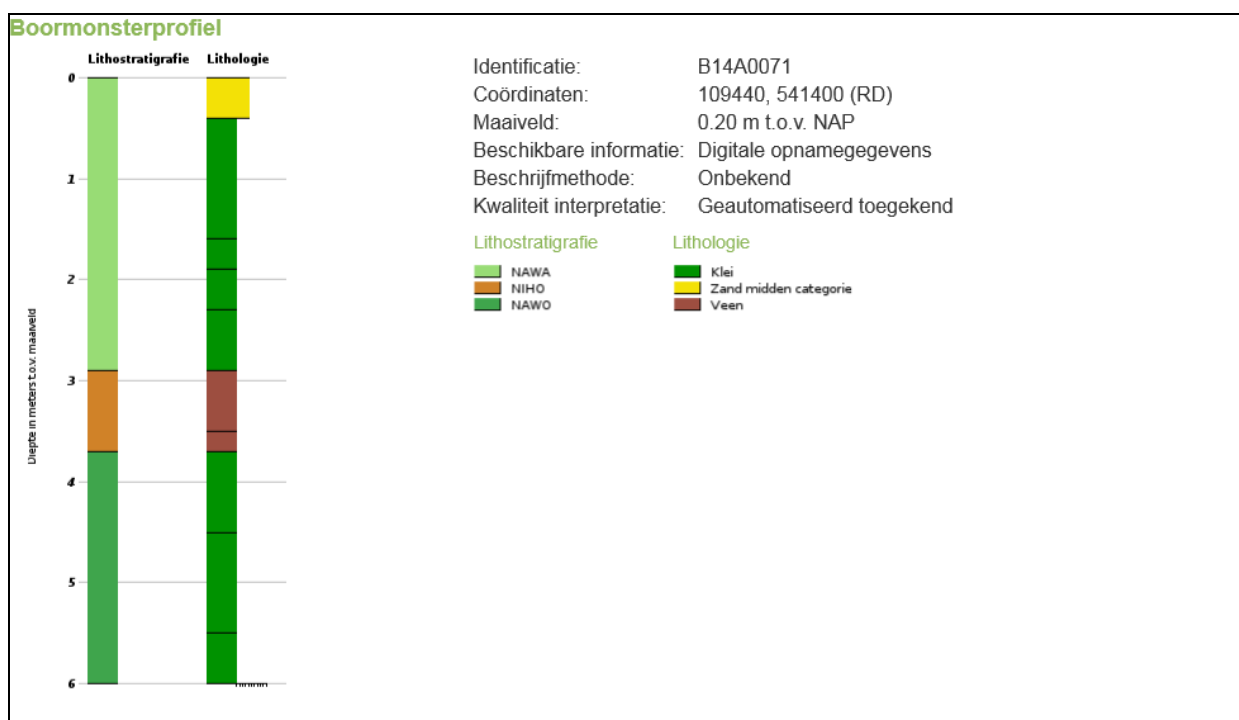 Boormonsterprofiel
Lithostratigrafie Lithologie
0
1
2
3
4
5
6
Diepte in meters t.o.v. maaiveld
Identificatie: B14A0071
Coördinaten: 109440, 541400 (RD)
Maaiveld: 0.20 m t.o.v. NAP
Beschikbare informatie: Digitale opnamegegevens
Beschrijfmethode: Onbekend
Kwaliteit interpretatie: Geautomatiseerd toegekend
Lithostratigrafie Lithologie
NAWA Klei
NIHO Zand midden categorie
NAWO Veen